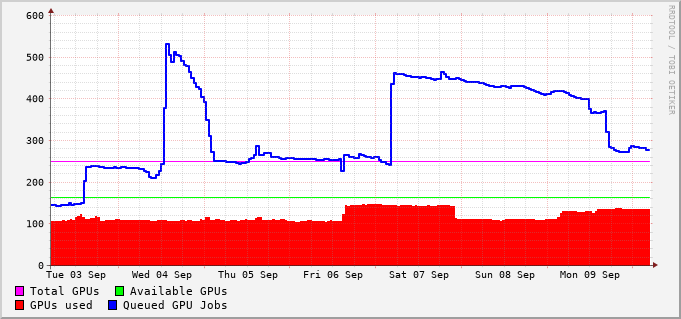 600
500
400
300
200
100
0
Tue 03 Sep Wed 04 Sep Thu 05 Sep Fri 06 Sep Sat 07 Sep Sun 08 Sep Mon 09 Sep
Total GPUs Available GPUs
GPUs used Queued GPU Jobs
RRDTOOL / TOBI OETIKER